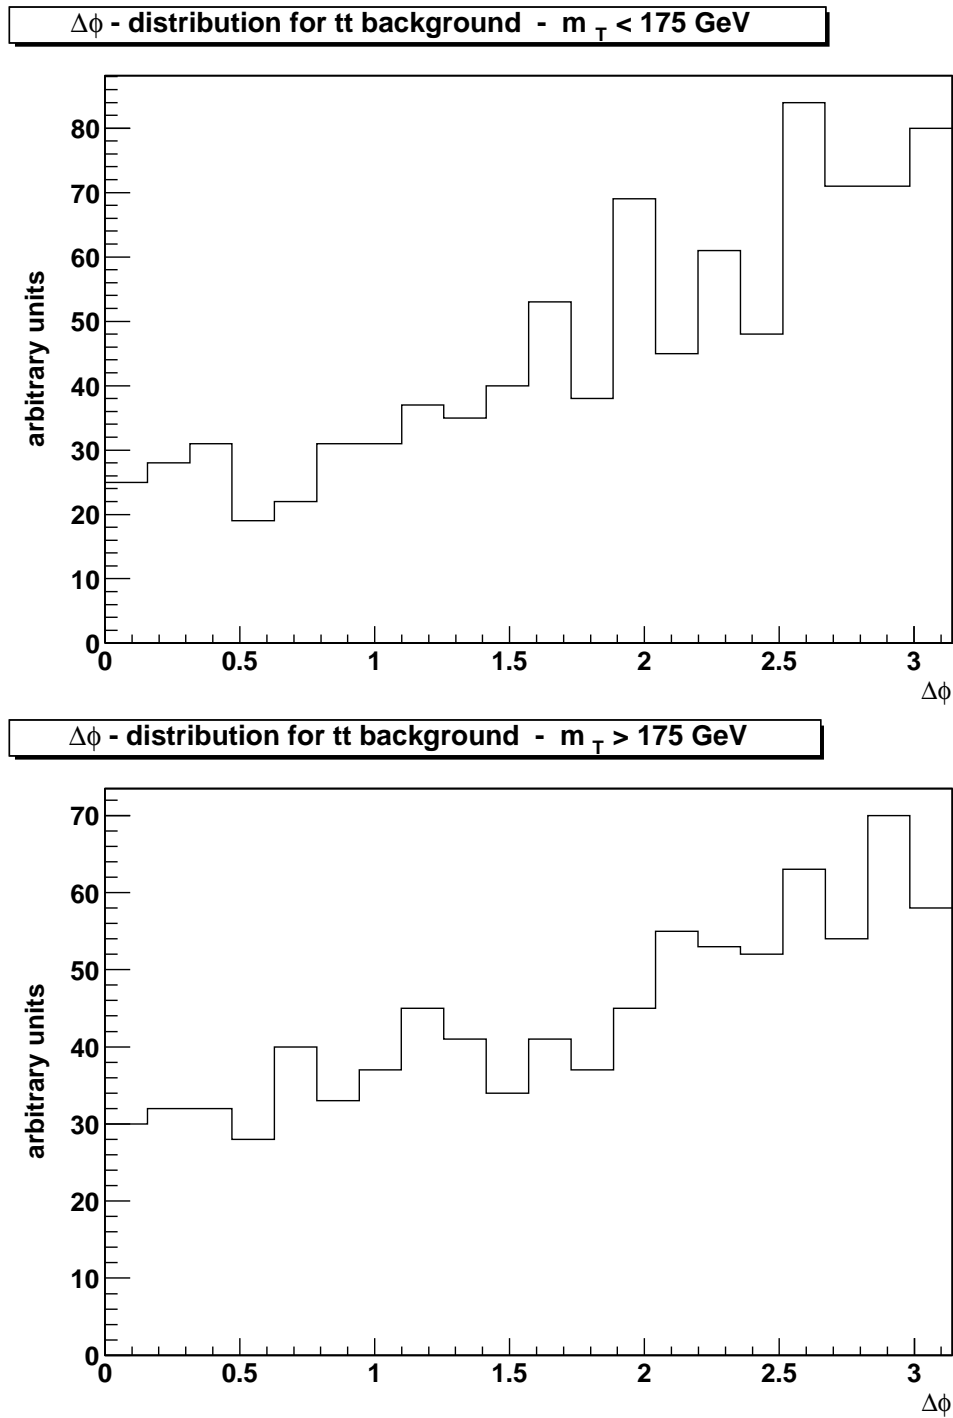 Δϕ - distribution for tt background - m T < 175 GeV
80
70
60
50
40
30
20
10
0
arbitrary units
0 0.5 1 1.5 2 2.5 3
Δϕ
Δϕ - distribution for tt background - m T > 175 GeV
70
60
50
40
30
20
10
0
arbitrary units
0 0.5 1 1.5 2 2.5 3
Δϕ